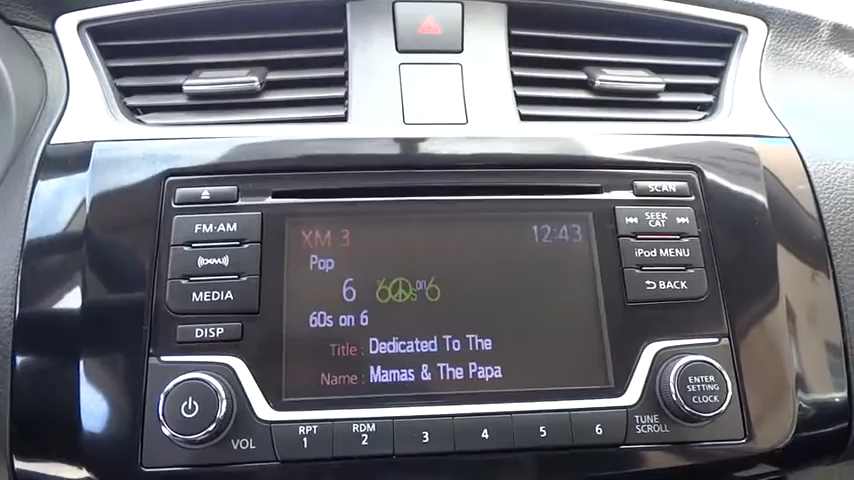 SCAN
FM·AM
SEEK
CAT
XM 3
12:43
((XM))
iPod MENU
Pop
6
60s on 6
MEDIA
BACK
60s on 6
DISP
Title : Dedicated To The
Name : Mamas & The Papa
ENTER
SETTING
CLOCK
VOL
RPT
1
RDM
2
3
4
5
6
TUNE
SCROLL